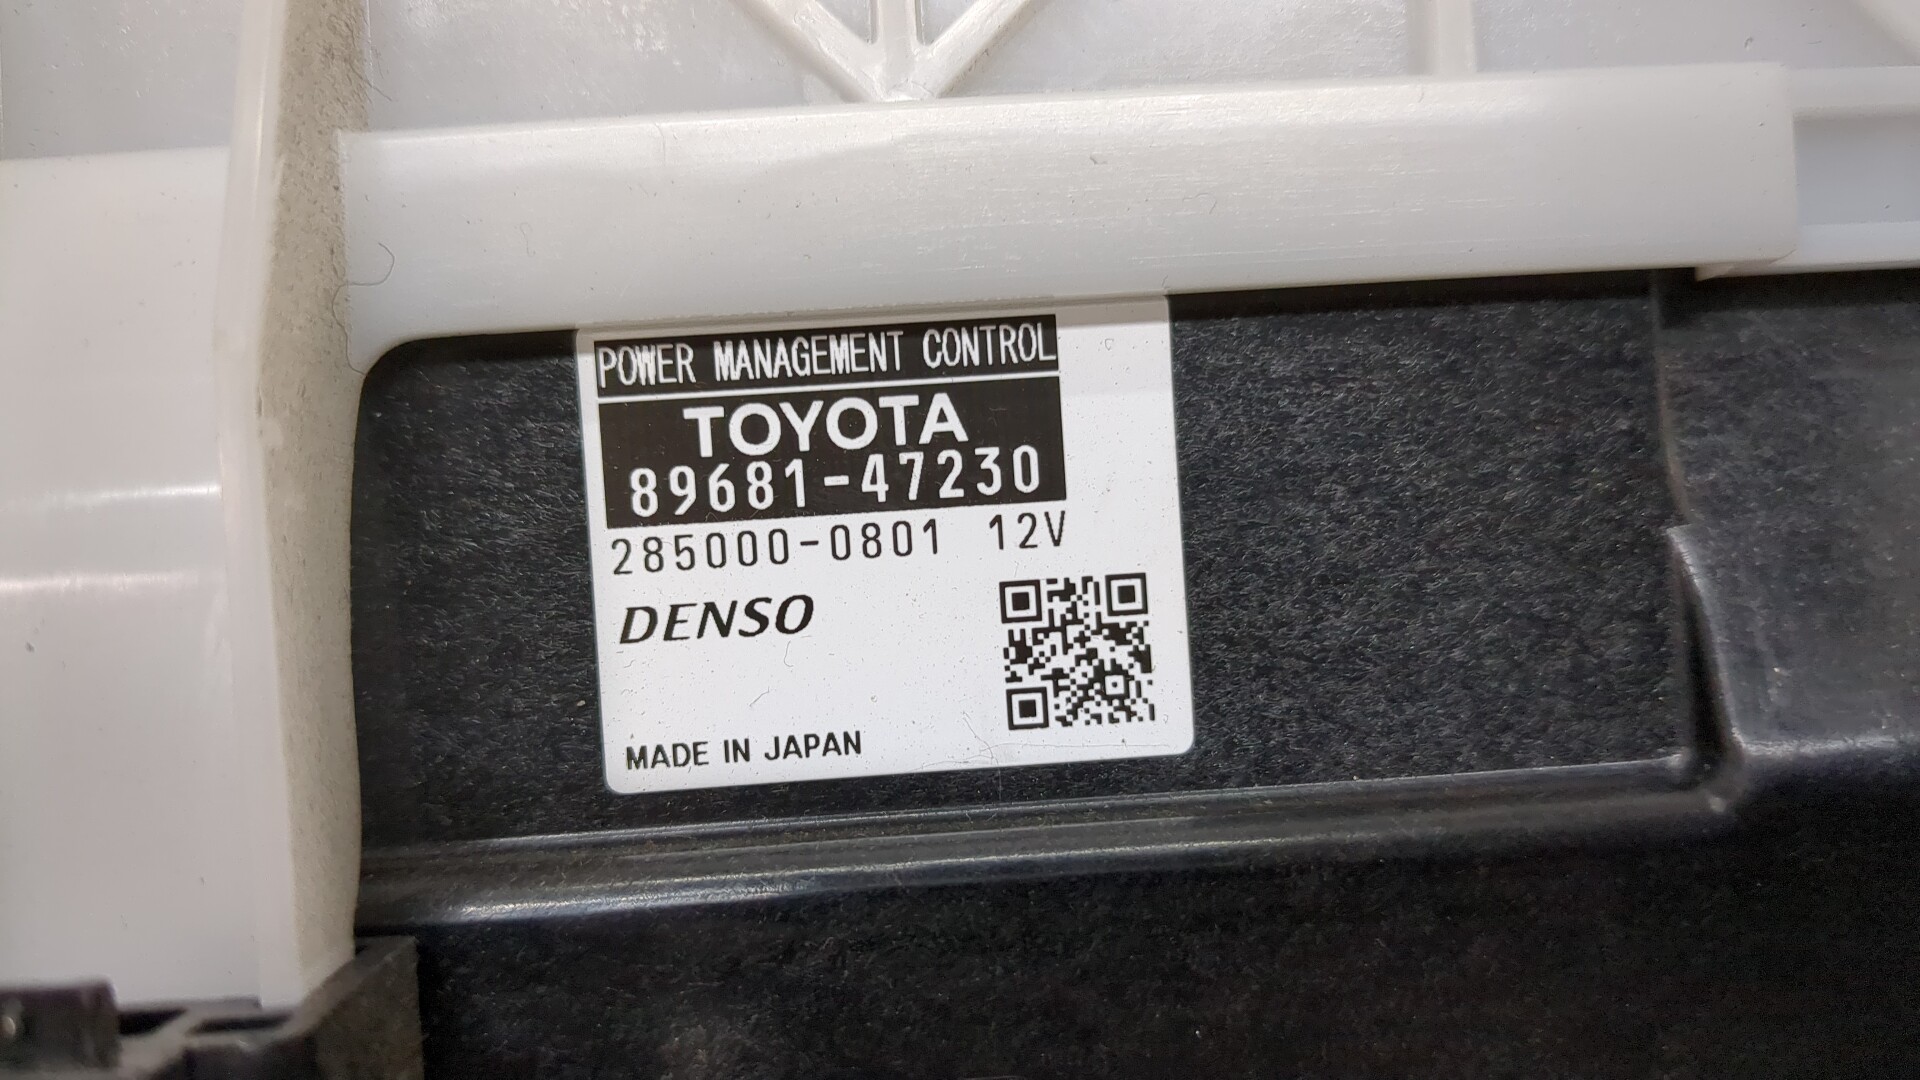 POWER MANAGEMENT CONTROL
TOYOTA
89681-47230
285000-0801 12V
DENSO
MADE IN JAPAN